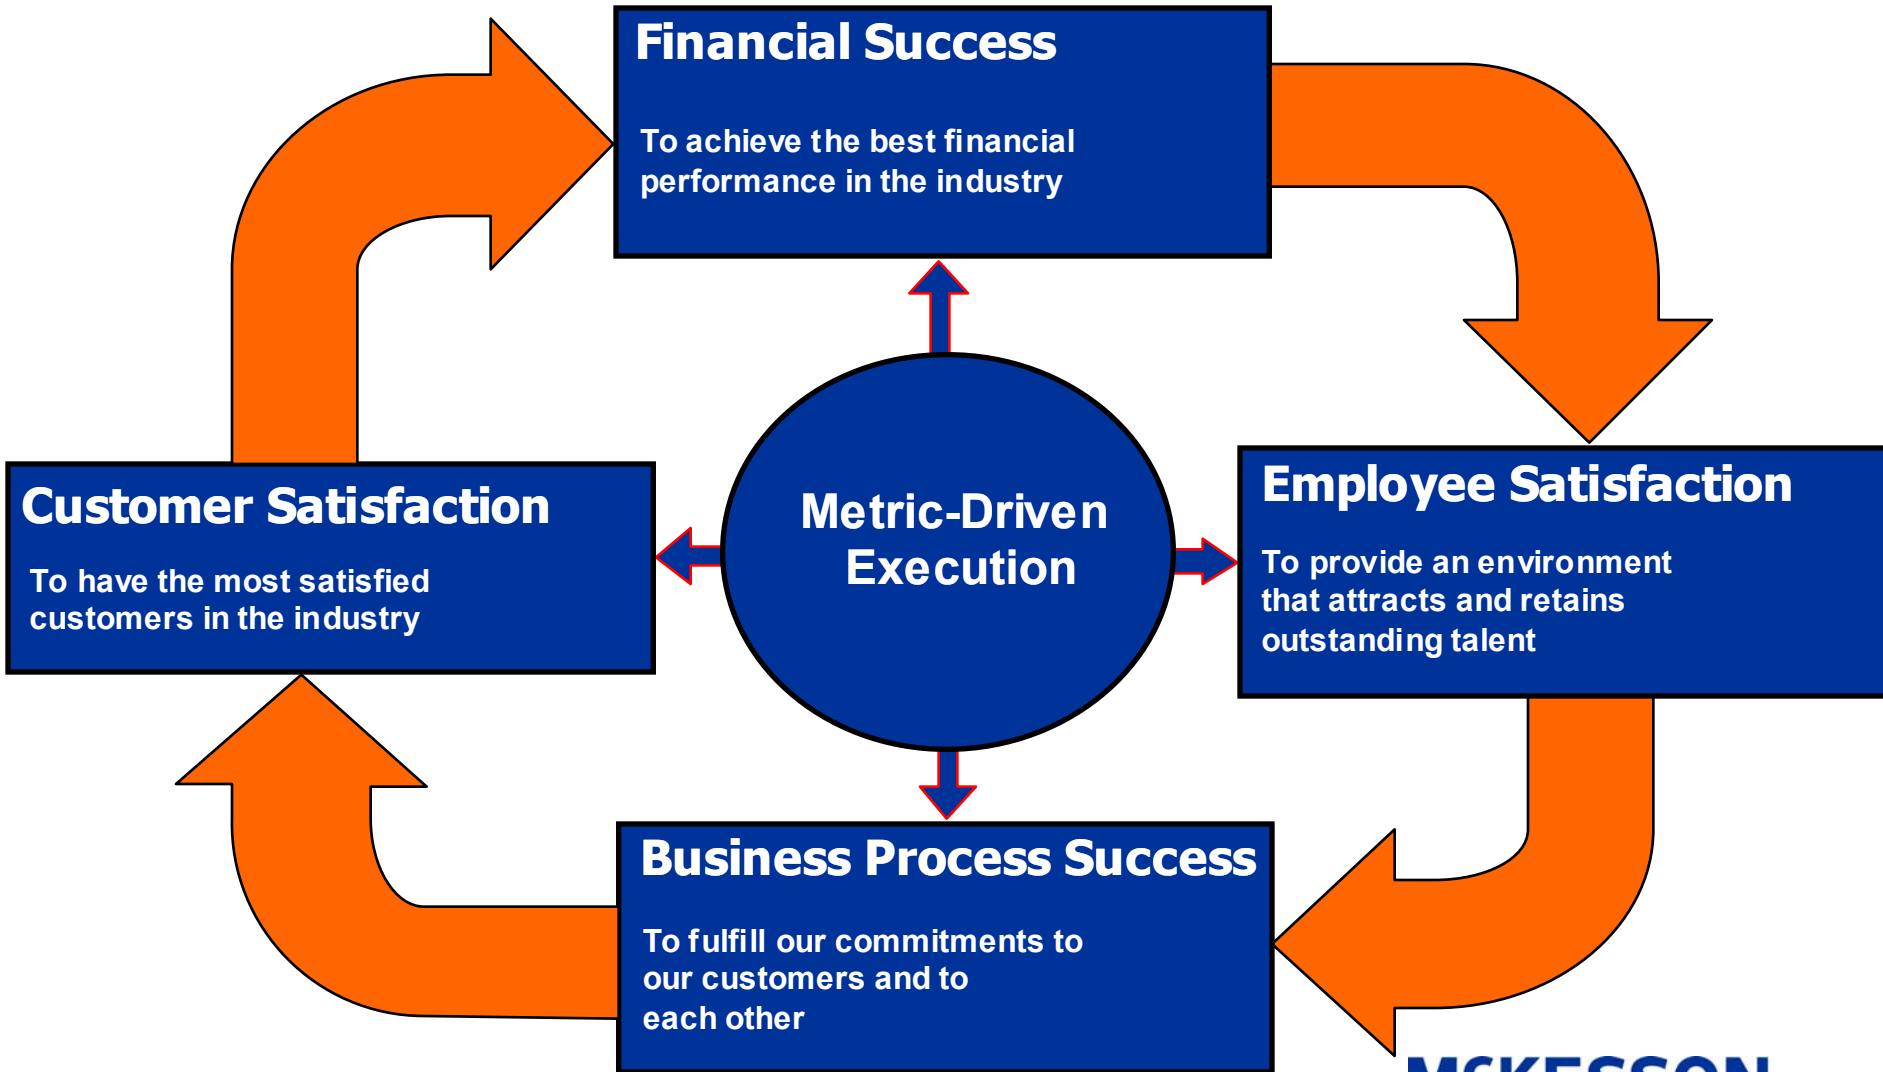 Financial Success
To achieve the best financial
performance in the industry
Customer Satisfaction
To have the most satisfied
customers in the industry
Metric-Driven
Execution
Employee Satisfaction
To provide an environment
that attracts and retains
outstanding talent
Business Process Success
To fulfill our commitments to
our customers and to
each other
MCKESSON